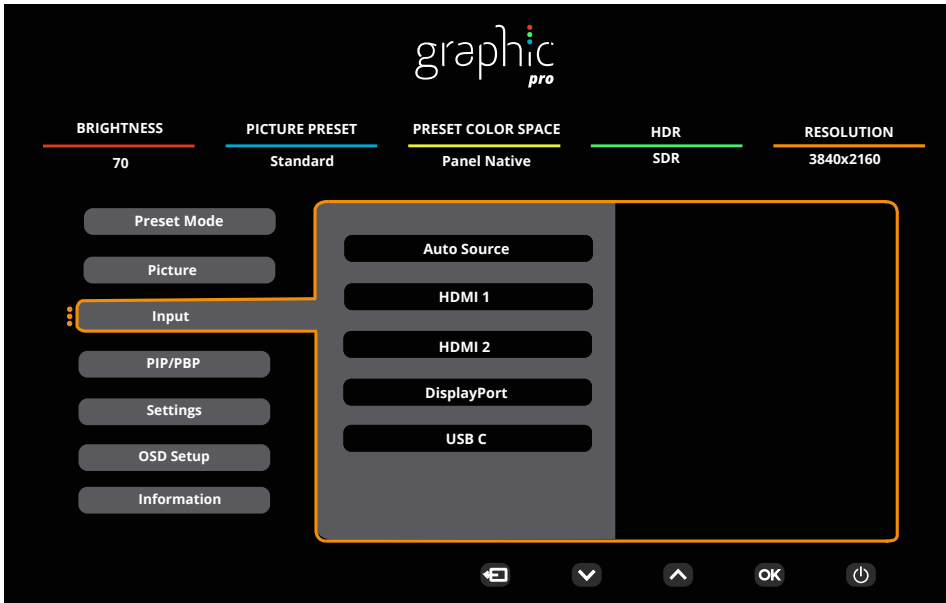 graphic
pro
BRIGHTNESS PICTURE PRESET PRESET COLOR SPACE HDR RESOLUTION
70 Standard Panel Native SDR 3840x2160
Preset Mode
Picture
Input
PIP/PBP
Settings
OSD Setup
Information
Auto Source
HDMI 1
HDMI 2
DisplayPort
USB C
OK